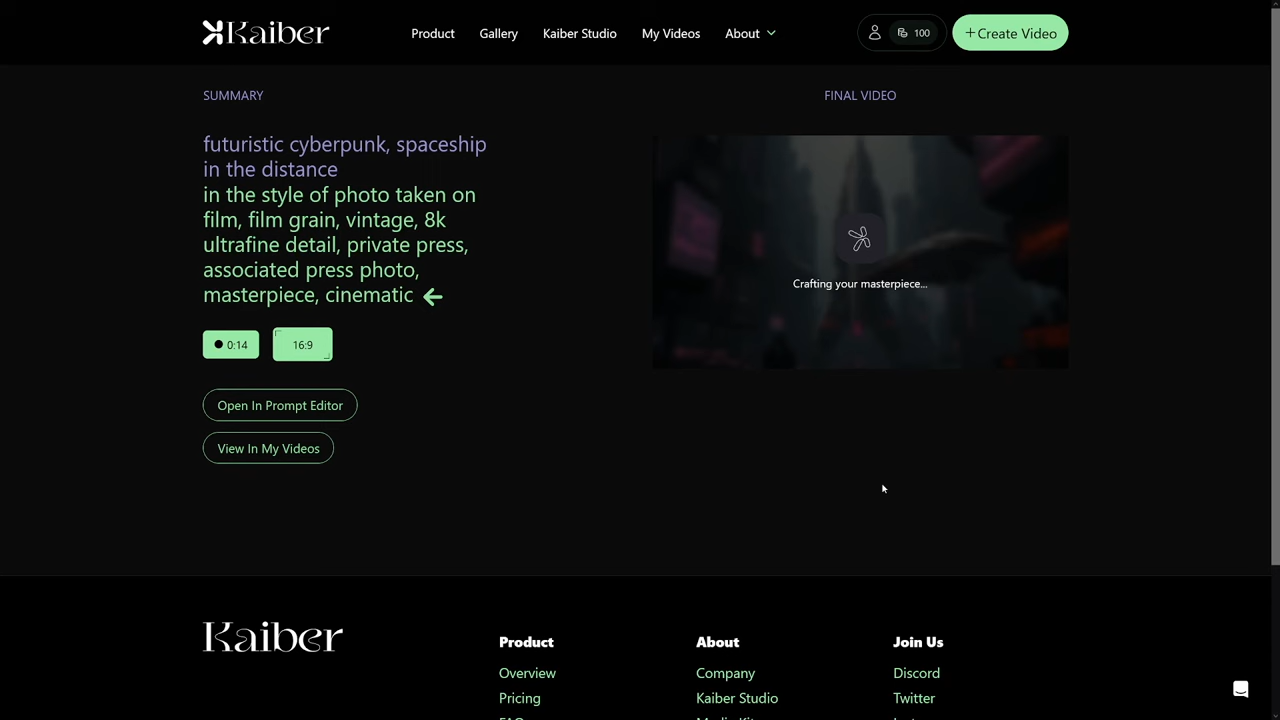 Kaiber
Product
Gallery
Kaiber Studio
My Videos
About
100
+Create Video
SUMMARY
FINAL VIDEO
futuristic cyberpunk, spaceship
in the distance
in the style of photo taken on
film, film grain, vintage, 8k
ultrafine detail, private press,
associated press photo,
masterpiece, cinematic
Crafting your masterpiece...
0:14
16:9
Open In Prompt Editor
View In My Videos
Kaiber
Product
About
Join Us
Overview
Company
Discord
Pricing
Kaiber Studio
Twitter